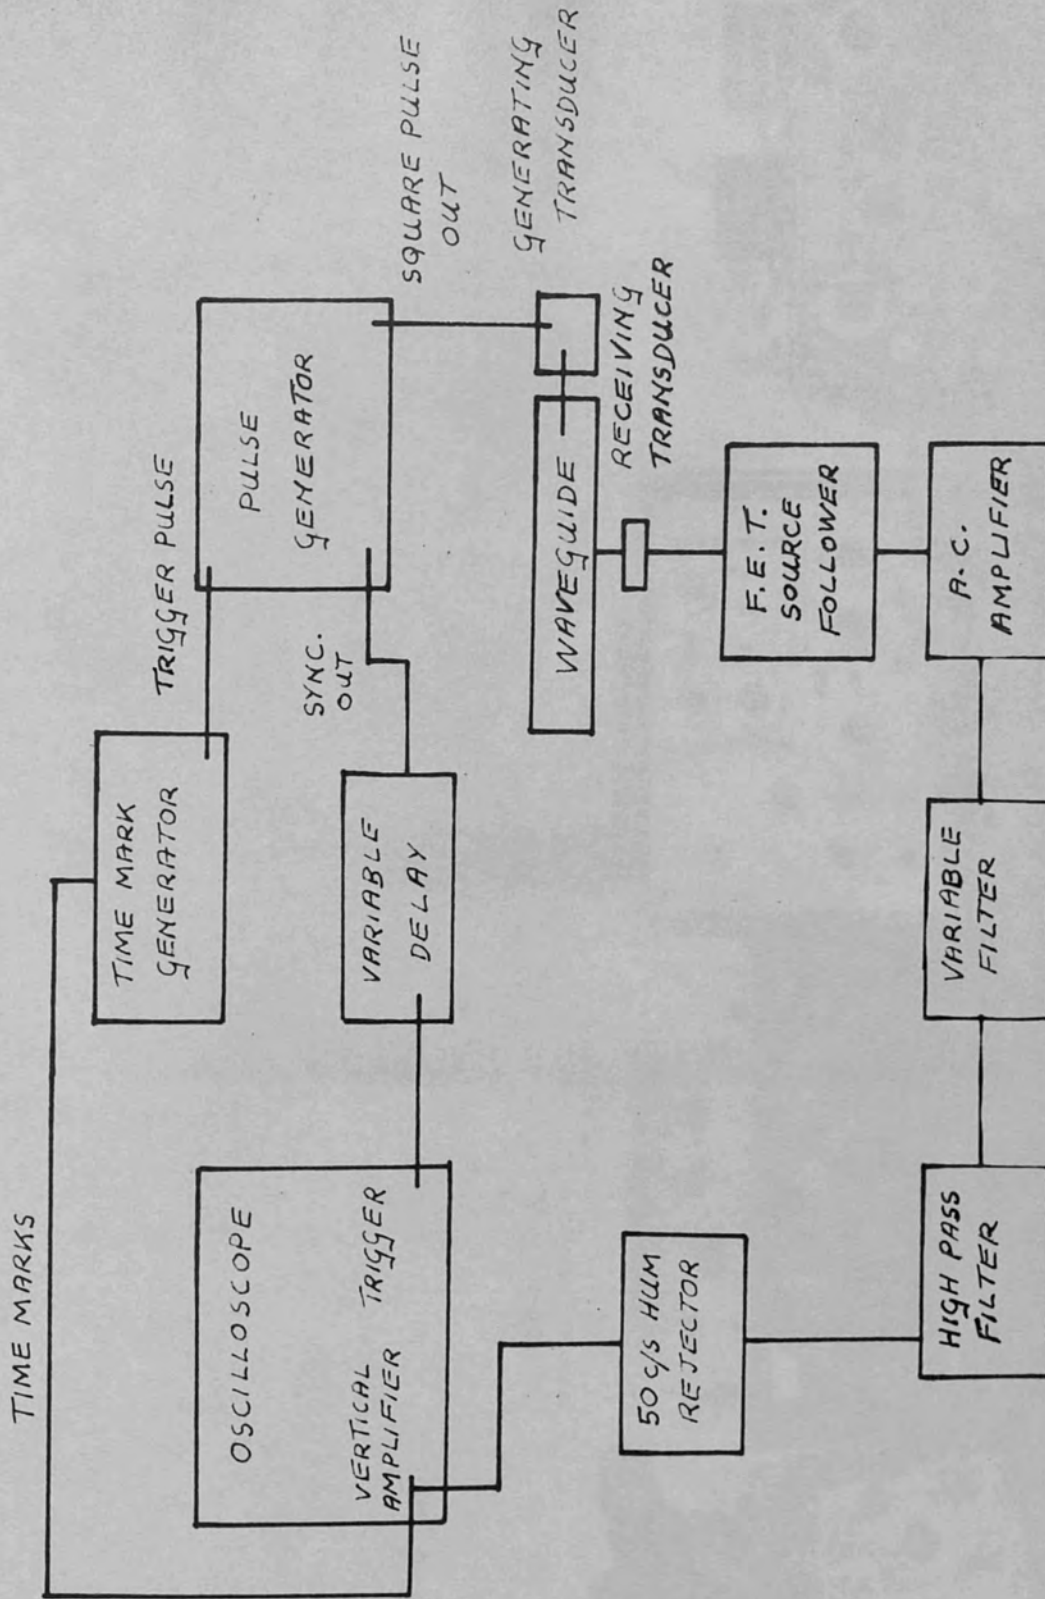 TIME MARKS
TIME MARK
GENERATOR
TRIGGER PULSE
PULSE
GENERATOR
SQUARE PULSE
OUT
OSCILLOSCOPE
VERTICAL
AMPLIFIER
TRIGGER
VARIABLE
DELAY
SYNC.
OUT
GENERATING
TRANSDUCER
WAVEGUIDE
RECEIVING
TRANSDUCER
50 c/s HUM
REJECTOR
F.E.T.
SOURCE
FOLLOWER
HIGH PASS
FILTER
VARIABLE
FILTER
A.C.
AMPLIFIER